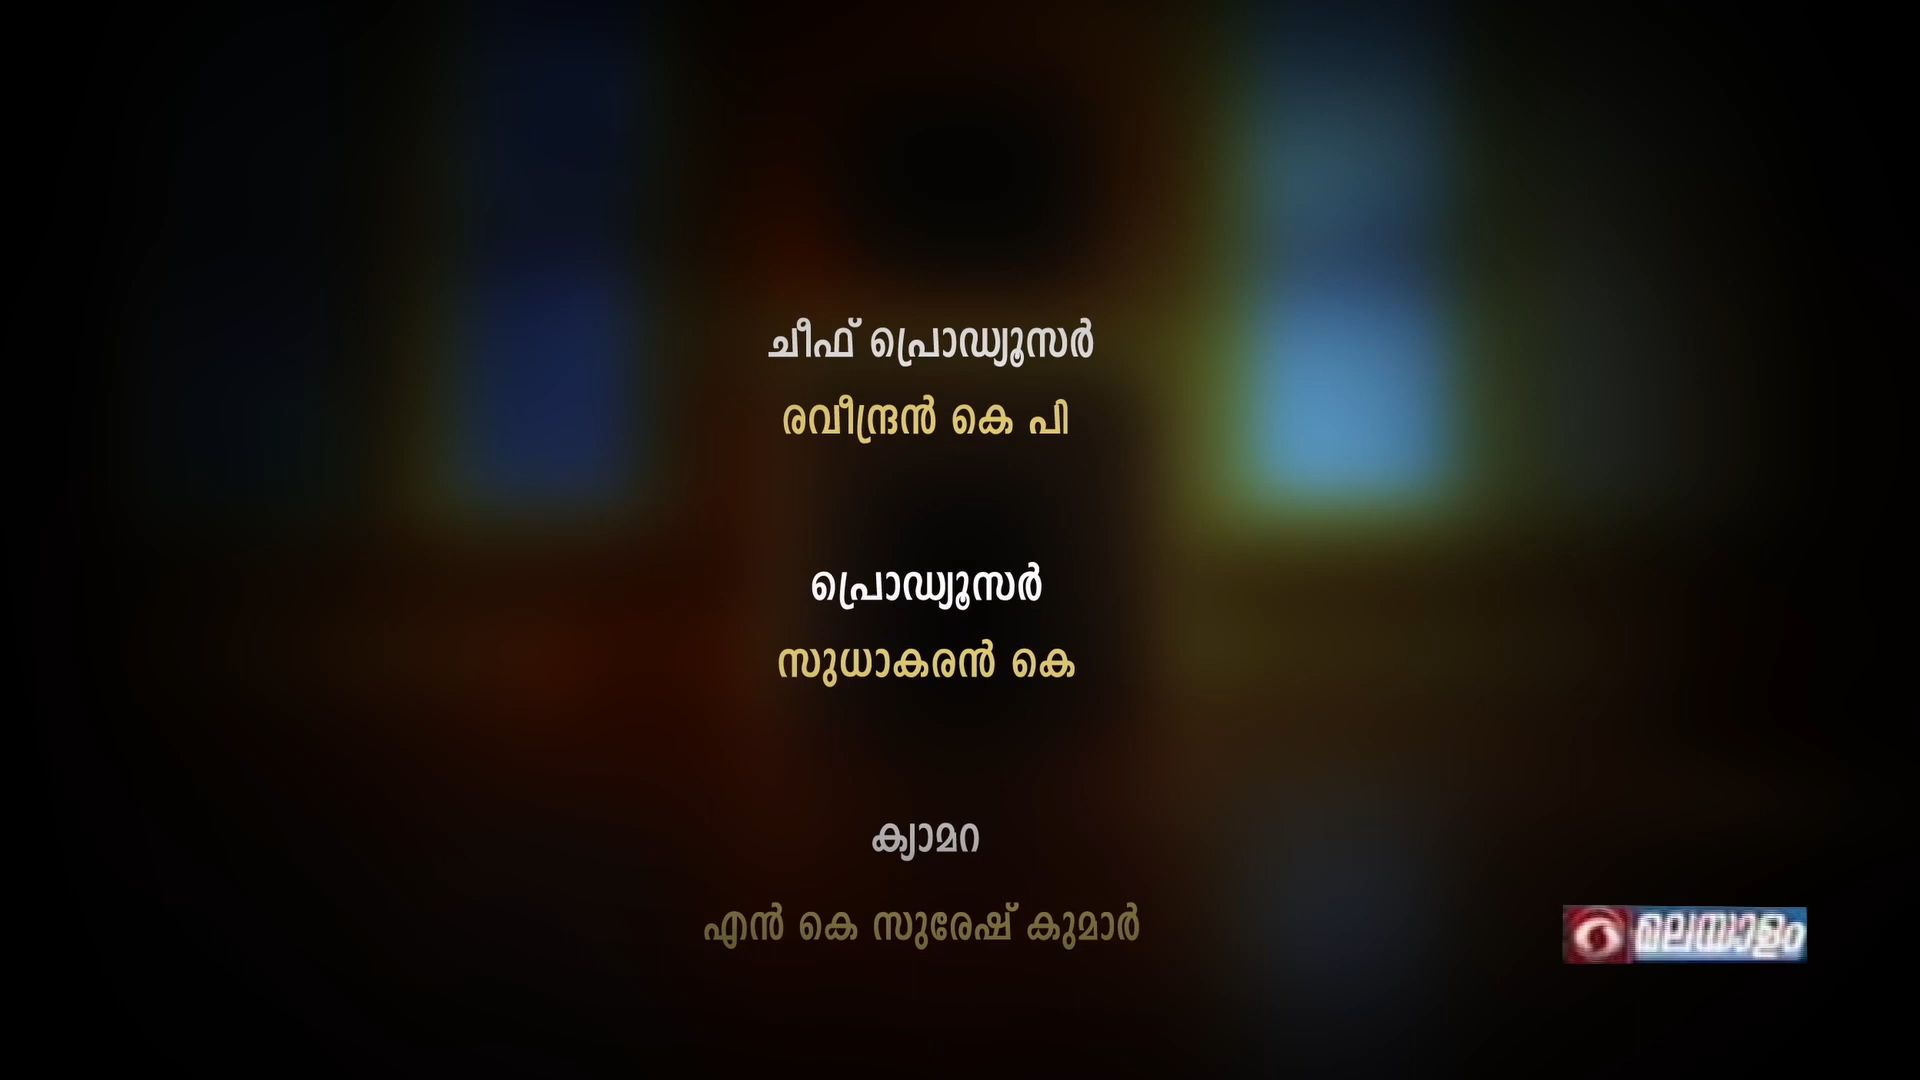 ചീഫ് പ്രൊഡ്യൂസർ
രവീന്ദ്രൻ കെ പി
പ്രൊഡ്യൂസർ
സുധാകരൻ കെ
ക്യാമറ
എൻ കെ സുരേഷ് കുമാർ
മലയാളം